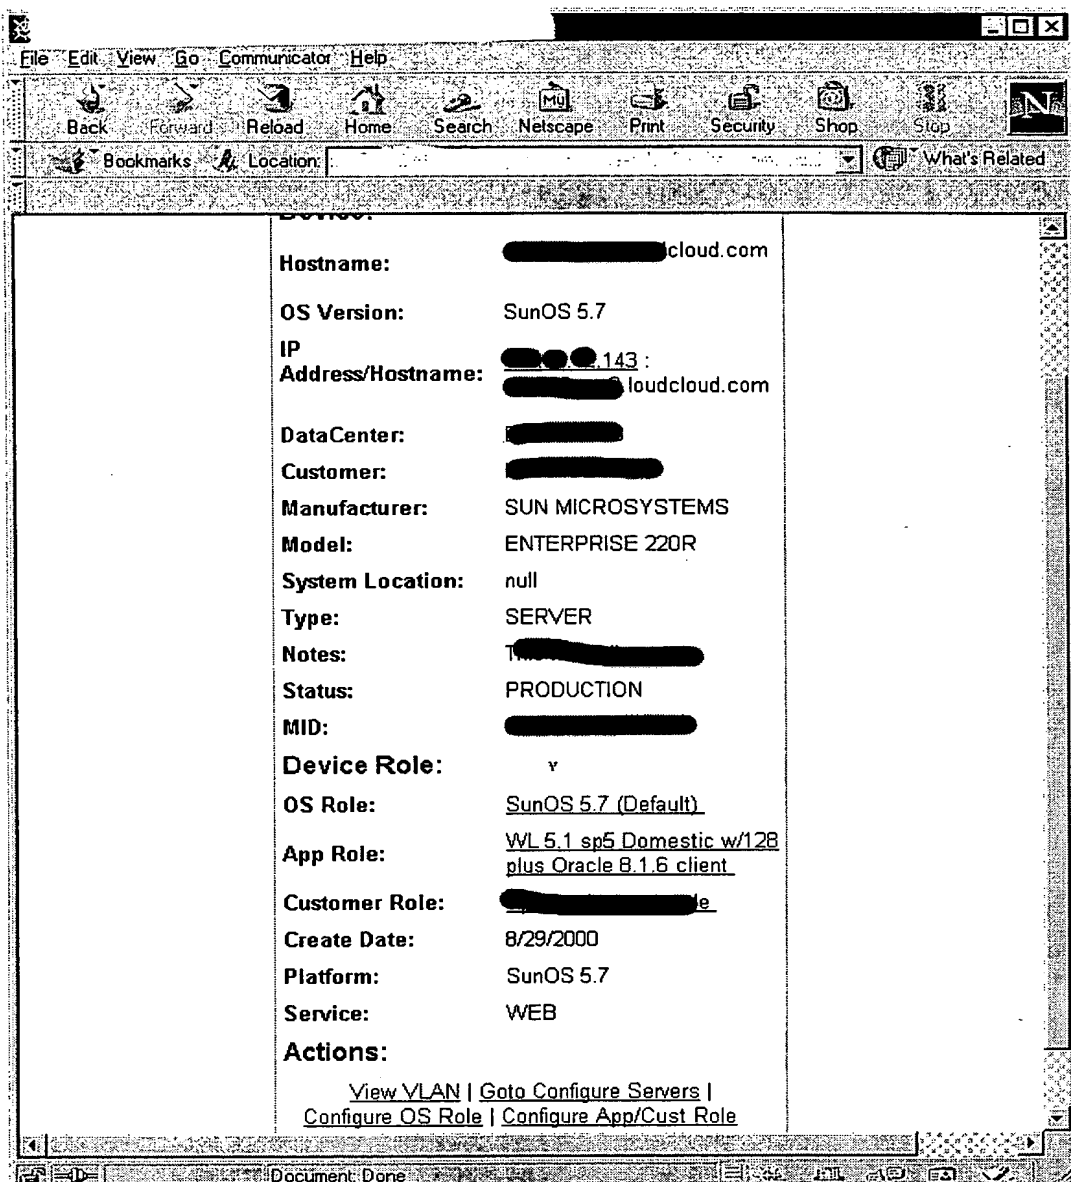 File Edit View Go Communicator Help
Back Forward Reload Home Search Netscape Print Security Shop Stop
N
Bookmarks Location: What's Related
Device:
Hostname: cloud.com
OS Version: SunOS 5.7
IP
Address/Hostname: .143 :
loudcloud.com
DataCenter:
Customer:
Manufacturer: SUN MICROSYSTEMS
Model: ENTERPRISE 220R
System Location: null
Type: SERVER
Notes:
Status: PRODUCTION
MID:
Device Role:
OS Role: SunOS 5.7 (Default)
App Role: WL 5.1 sp5 Domestic w/128
plus Oracle 8.1.6 client
Customer Role:
Create Date: 8/29/2000
Platform: SunOS 5.7
Service: WEB
Actions:
View VLAN | Goto Configure Servers |
Configure OS Role | Configure App/Cust Role
Document: Done